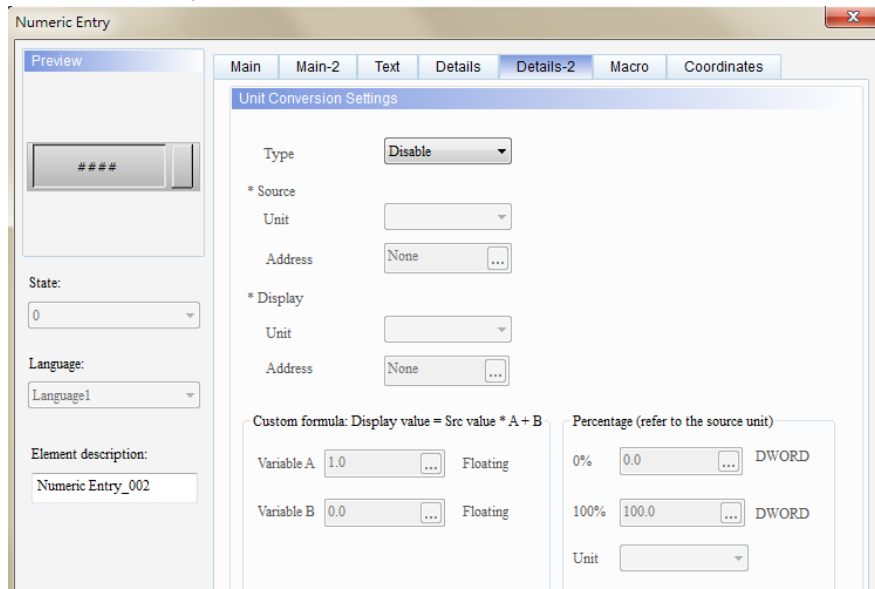 Numeric Entry
x
Preview
####
State:
0
Language:
Language1
Element description:
Numeric Entry_002
Main Main-2 Text Details Details-2 Macro Coordinates
Unit Conversion Settings
Type Disable
* Source
Unit
Address None ...
* Display
Unit
Address None ...
Custom formula: Display value = Src value * A + B
Variable A 1.0 ... Floating
Variable B 0.0 ... Floating
Percentage (refer to the source unit)
0% 0.0 ... DWORD
100% 100.0 ... DWORD
Unit